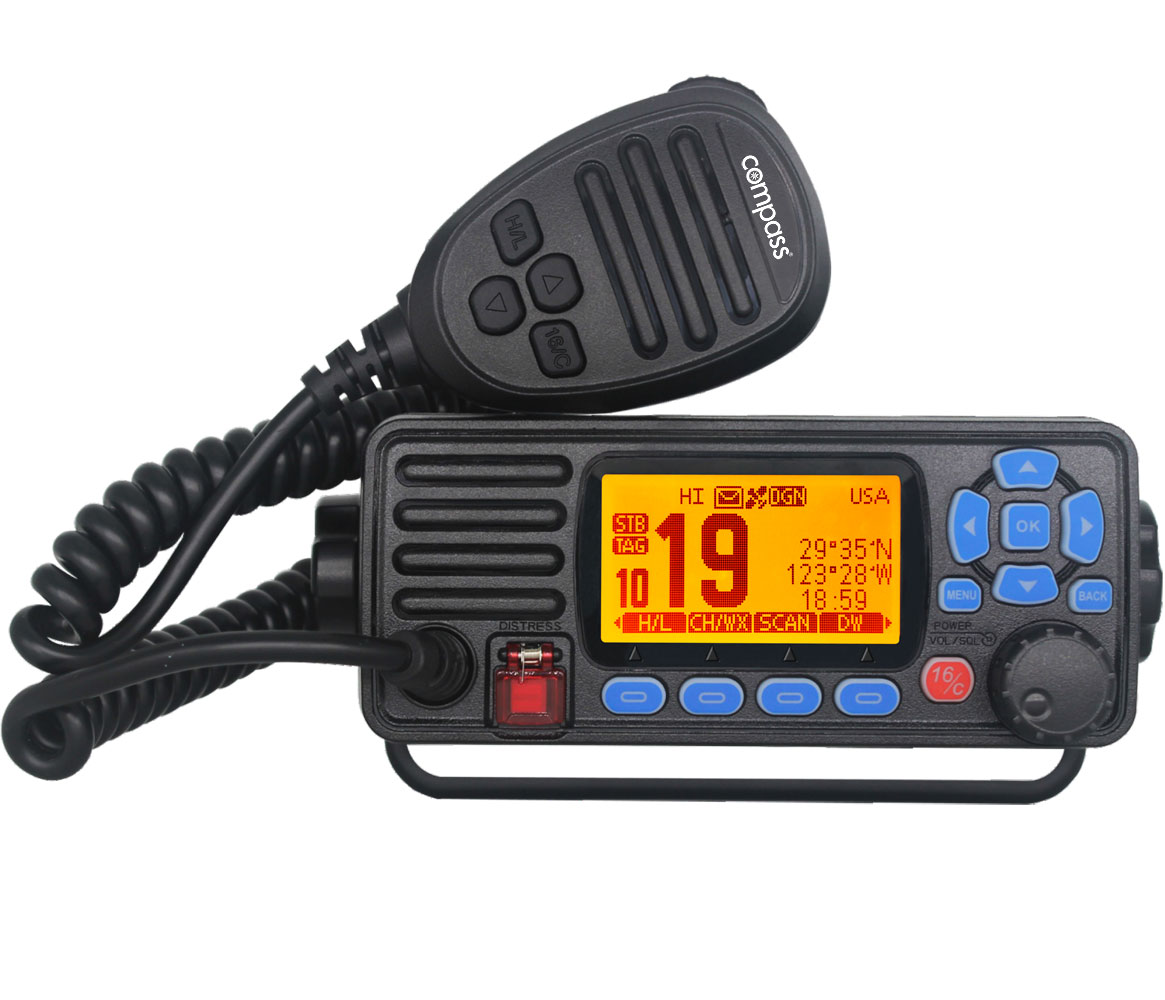 compass®
H/L
△
▽
16/C
HI DGN USA
STB
TAG
10 19
29°35'N
123°28'W
18:59
H/L CH/WX SCAN DW
OK
MENU
BACK
DISTRESS
POWER
VOL/SQL
16/C